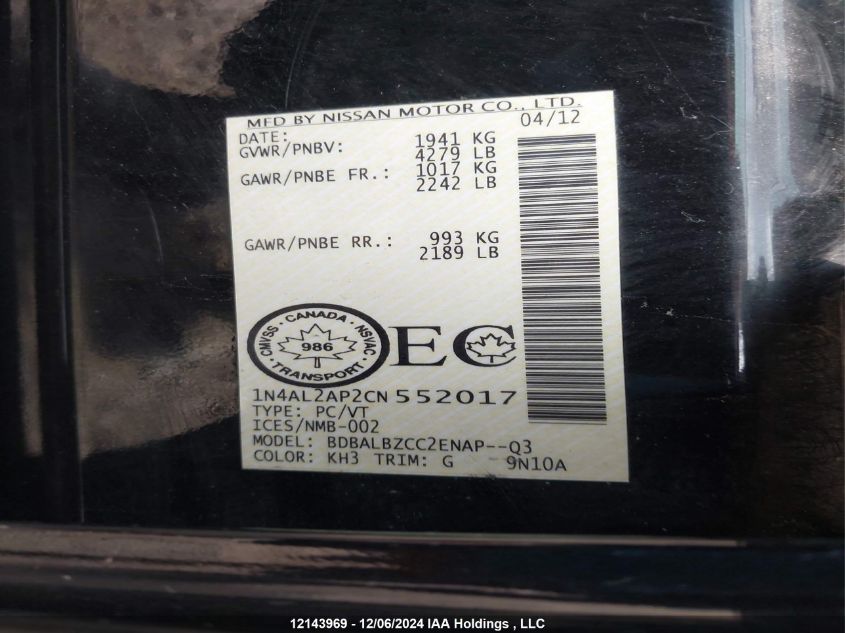 MFD BY NISSAN MOTOR CO., LTD.
DATE: 04/12
GVWR/PNBV: 1941 KG
4279 LB
GAWR/PNBE FR.: 1017 KG
2242 LB
GAWR/PNBE RR.: 993 KG
2189 LB
CMVSS · CANADA · NSVAC
986
TRANSPORT
EC
1N4AL2AP2CN552017
TYPE: PC/VT
ICES/NMB-002
MODEL: BDBALBZCC2ENAP--Q3
COLOR: KH3 TRIM: G 9N10A
12143969 - 12/06/2024 IAA Holdings , LLC